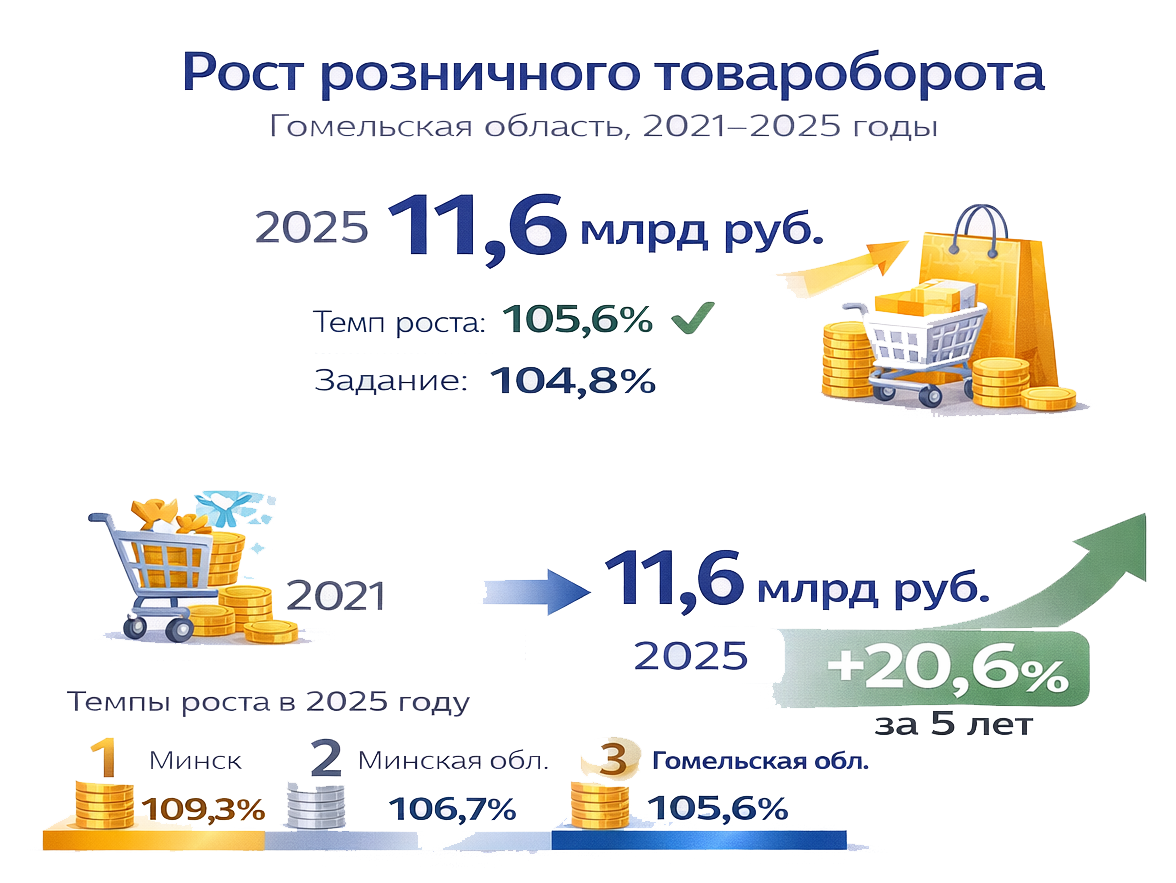 Рост розничного товарооборота
Гомельская область, 2021–2025 годы
2025 11,6 млрд руб.
Темп роста: 105,6%
Задание: 104,8%
2021
11,6 млрд руб.
2025
+20,6%
за 5 лет
Темпы роста в 2025 году
1 Минск 2 Минская обл. 3 Гомельская обл.
109,3% 106,7% 105,6%